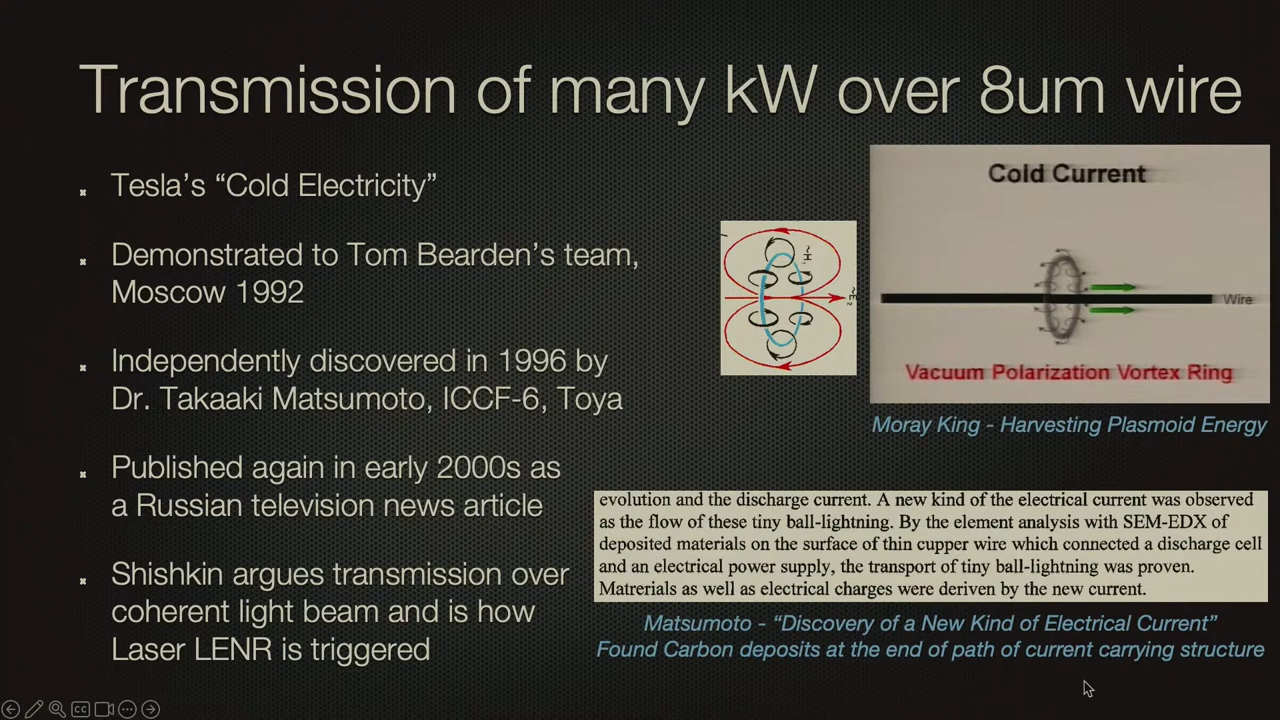 Transmission of many kW over 8um wire
Tesla's “Cold Electricity”
Demonstrated to Tom Bearden's team,
Moscow 1992
Independently discovered in 1996 by
Dr. Takaaki Matsumoto, ICCF-6, Toya
Published again in early 2000s as
a Russian television news article
Shishkin argues transmission over
coherent light beam and is how
Laser LENR is triggered
Cold Current
Wire
Vacuum Polarization Vortex Ring
Moray King - Harvesting Plasmoid Energy
evolution and the discharge current. A new kind of the electrical current was observed
as the flow of these tiny ball-lightning. By the element analysis with SEM-EDX of
deposited materials on the surface of thin cupper wire which connected a discharge cell
and an electrical power supply, the transport of tiny ball-lightning was proven.
Matrerials as well as electrical charges were deriven by the new current.
Matsumoto - “Discovery of a New Kind of Electrical Current”
Found Carbon deposits at the end of path of current carrying structure
CC